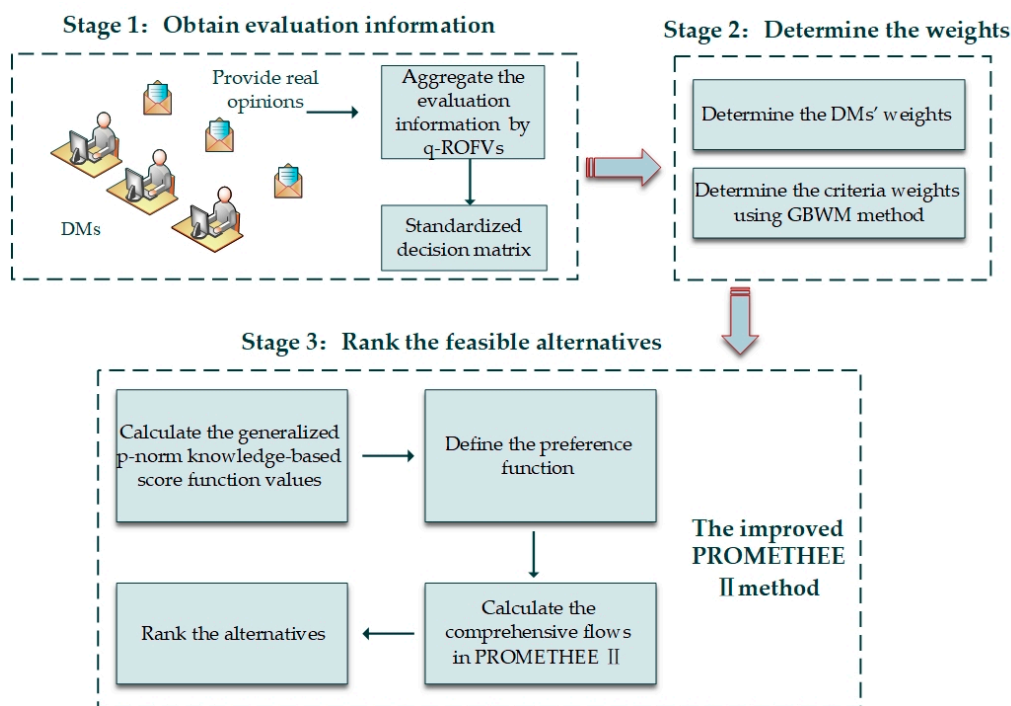 Stage 1: Obtain evaluation information
Provide real
opinions
DMs
Aggregate the
evaluation
information by
q-ROFVs
Standardized
decision matrix
Stage 2: Determine the weights
Determine the DMs' weights
Determine the criteria weights
using GBWM method
Stage 3: Rank the feasible alternatives
Calculate the generalized
p-norm knowledge-based
score function values
Define the preference
function
Calculate the
comprehensive flows
in PROMETHEE Ⅱ
Rank the alternatives
The improved
PROMETHEE
Ⅱ method